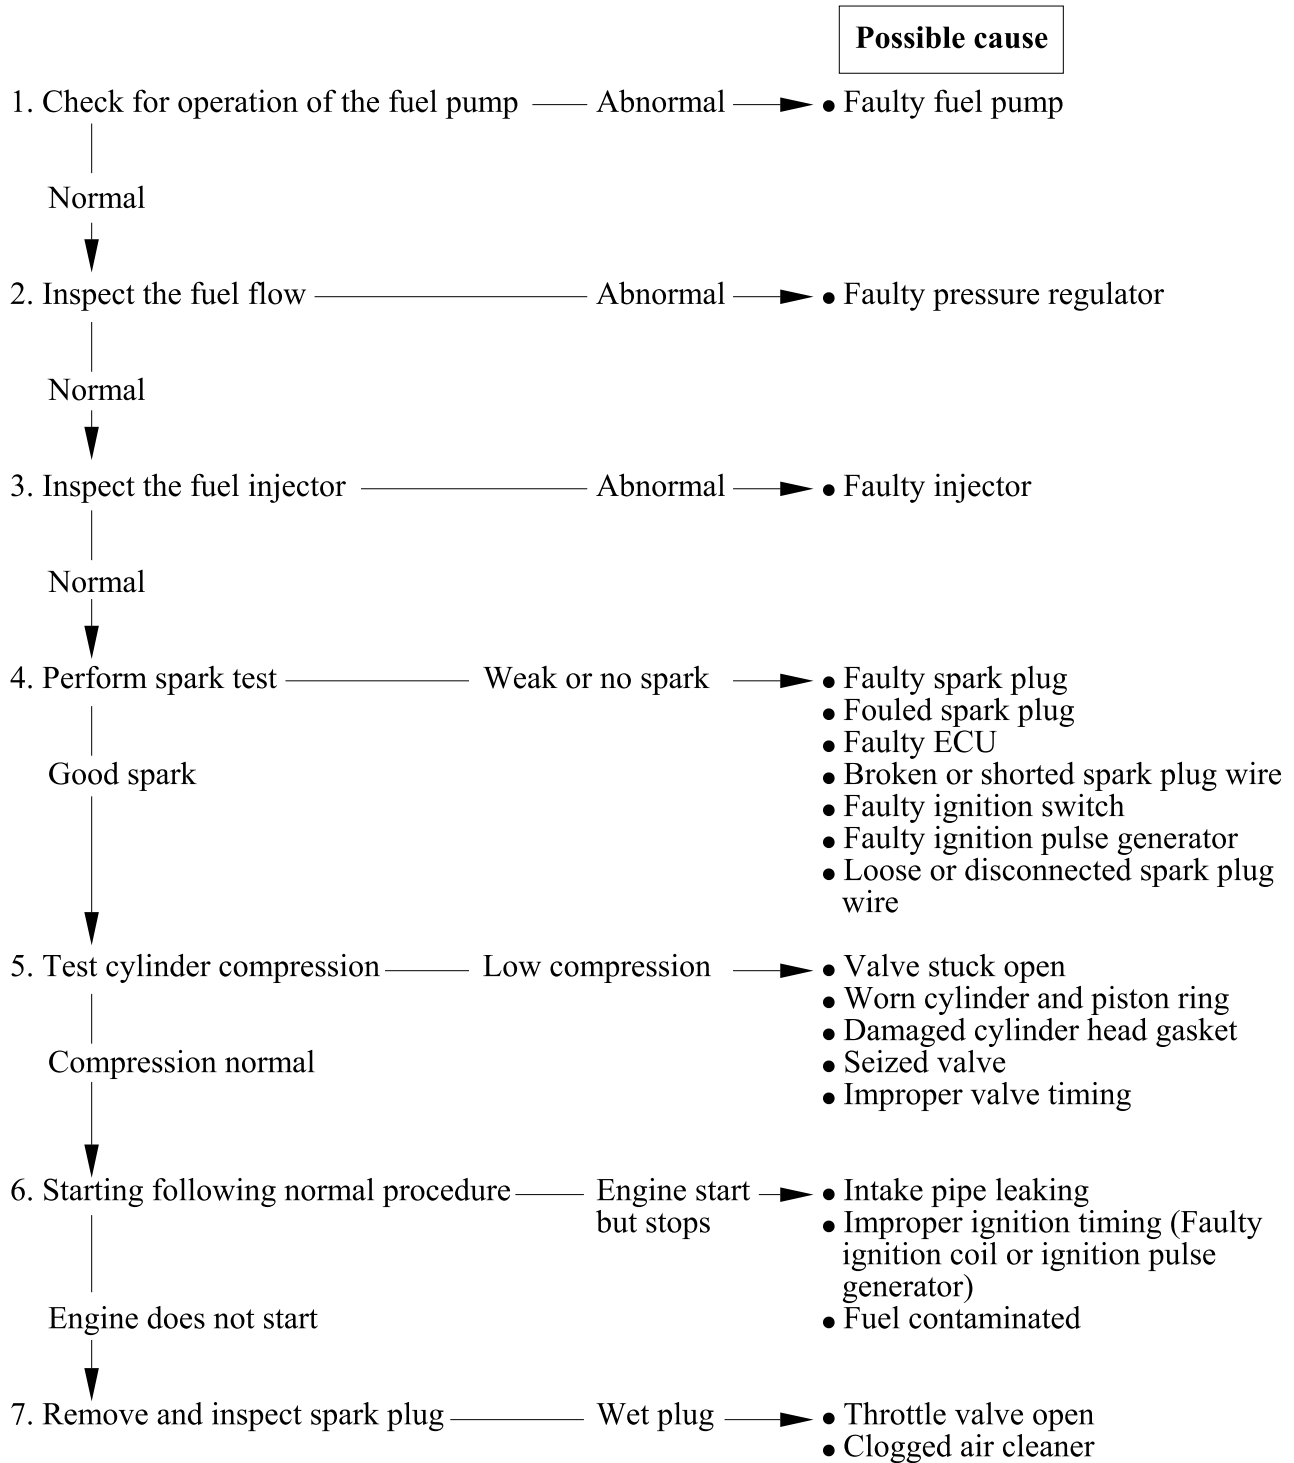 Possible cause
1. Check for operation of the fuel pump Abnormal ● Faulty fuel pump
Normal
2. Inspect the fuel flow Abnormal ● Faulty pressure regulator
Normal
3. Inspect the fuel injector Abnormal ● Faulty injector
Normal
4. Perform spark test Weak or no spark ● Faulty spark plug
● Fouled spark plug
● Faulty ECU
Good spark ● Broken or shorted spark plug wire
● Faulty ignition switch
● Faulty ignition pulse generator
● Loose or disconnected spark plug
wire
5. Test cylinder compression Low compression ● Valve stuck open
● Worn cylinder and piston ring
● Damaged cylinder head gasket
Compression normal ● Seized valve
● Improper valve timing
6. Starting following normal procedure Engine start ● Intake pipe leaking
but stops ● Improper ignition timing (Faulty
ignition coil or ignition pulse
generator)
Engine does not start ● Fuel contaminated
7. Remove and inspect spark plug Wet plug ● Throttle valve open
● Clogged air cleaner